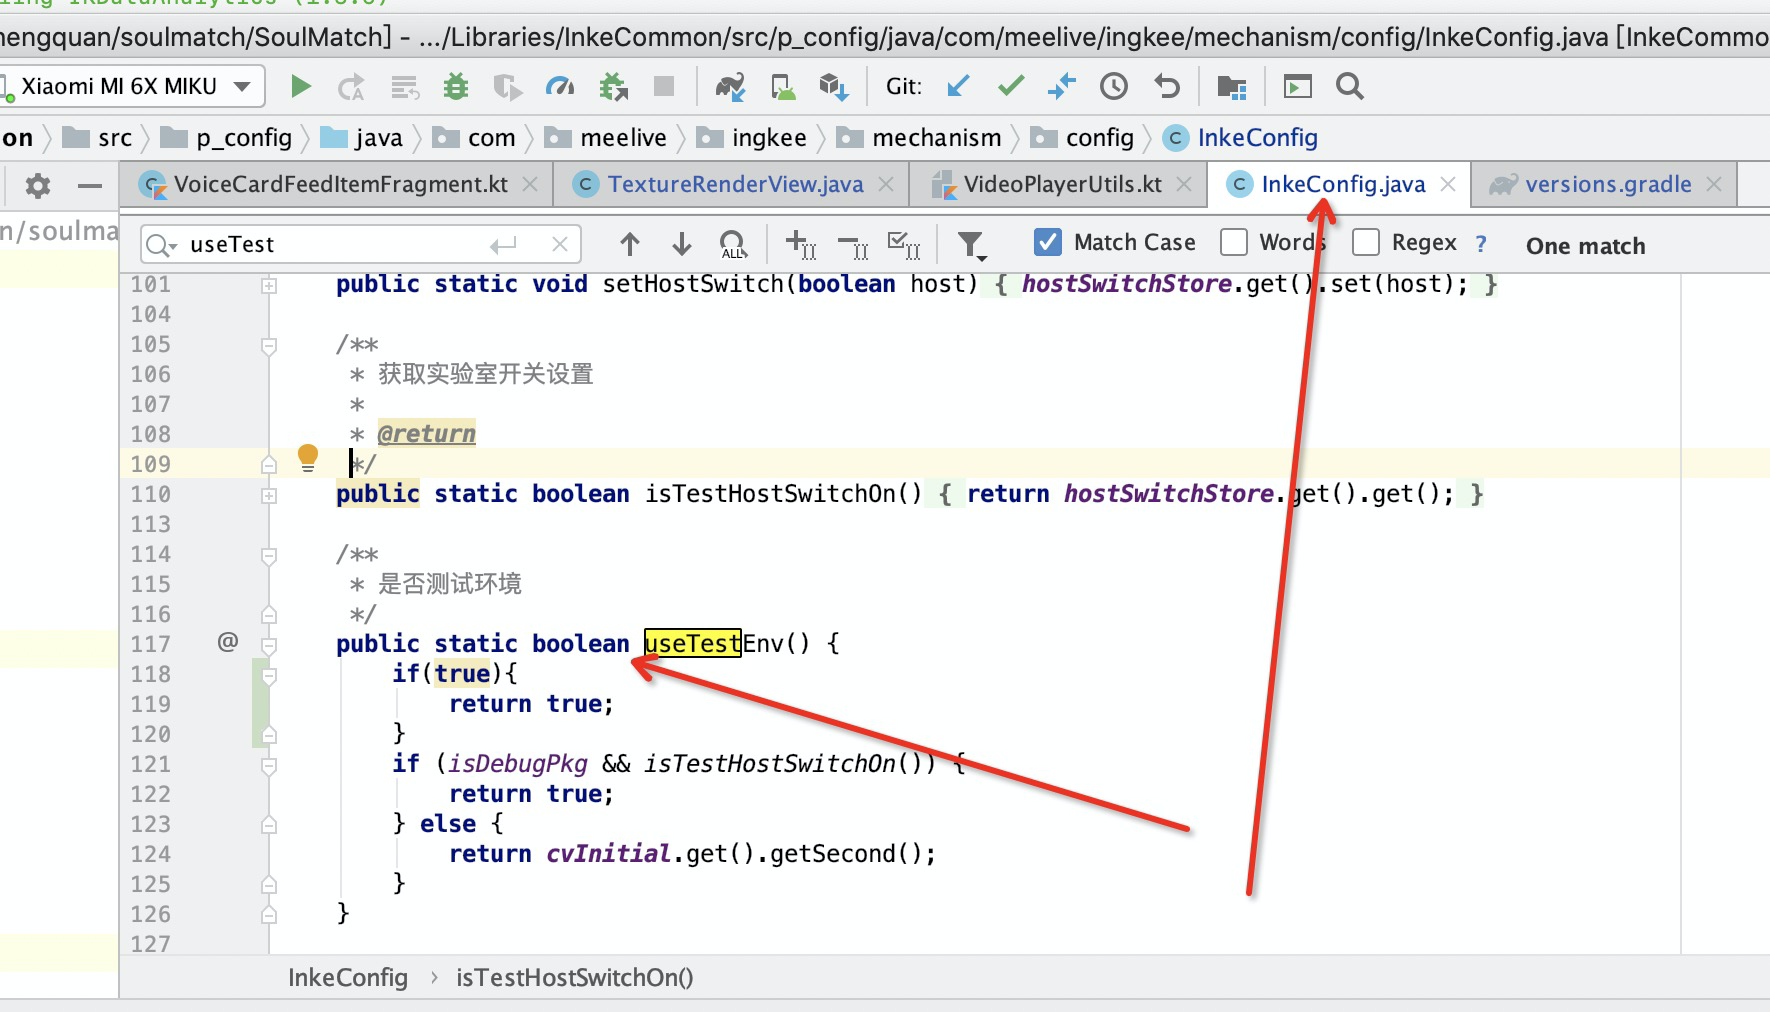 (1.8.8)
hengquan/soulmatch/SoulMatch] - .../Libraries/InkeCommon/src/p_config/java/com/meelive/ingkee/mechanism/config/InkeConfig.java [InkeCommo
Xiaomi MI 6X MIKU Git:
on src p_config java com meelive ingkee mechanism config InkeConfig
VoiceCardFeedItemFragment.kt TextureRenderView.java VideoPlayerUtils.kt InkeConfig.java versions.gradle
n/soulma
useTest ALL Match Case Words Regex ? One match
101 public static void setHostSwitch(boolean host) { hostSwitchStore.get().set(host); }
104
105 /**
106 * 获取实验室开关设置
107 *
108 * @return
109 */
110 public static boolean isTestHostSwitchOn() { return hostSwitchStore.get().get(); }
113
114 /**
115 * 是否测试环境
116 */
117 @ public static boolean useTestEnv() {
118 if(true){
119 return true;
120 }
121 if (isDebugPkg && isTestHostSwitchOn()) {
122 return true;
123 } else {
124 return cvInitial.get().getSecond();
125 }
126 }
127
InkeConfig › isTestHostSwitchOn()